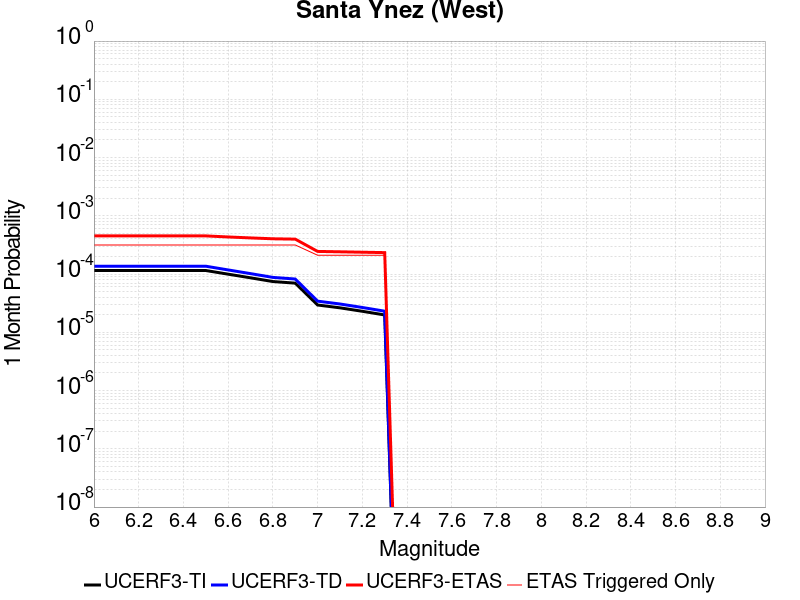 Santa Ynez (West)
10^0
10^-1
10^-2
10^-3
10^-4
10^-5
10^-6
10^-7
10^-8
1 Month Probability
6 6.2 6.4 6.6 6.8 7 7.2 7.4 7.6 7.8 8 8.2 8.4 8.6 8.8 9
Magnitude
UCERF3-TI UCERF3-TD UCERF3-ETAS ETAS Triggered Only